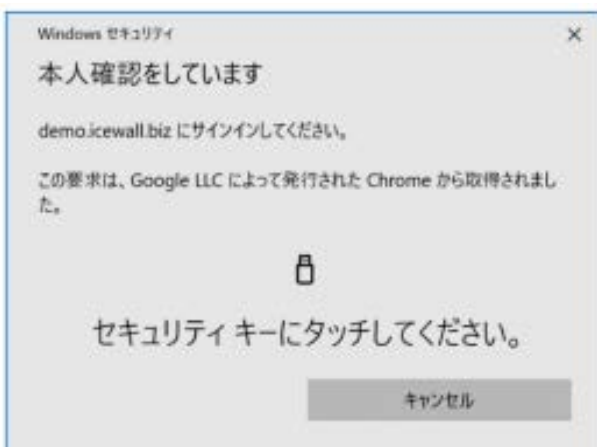 Windows セキュリティ
本人確認をしています
demo.icewall.biz にサインインしてください。
この要求は、Google LLC によって発行された Chrome から取得されまし
た。
セキュリティ キーにタッチしてください。
キャンセル